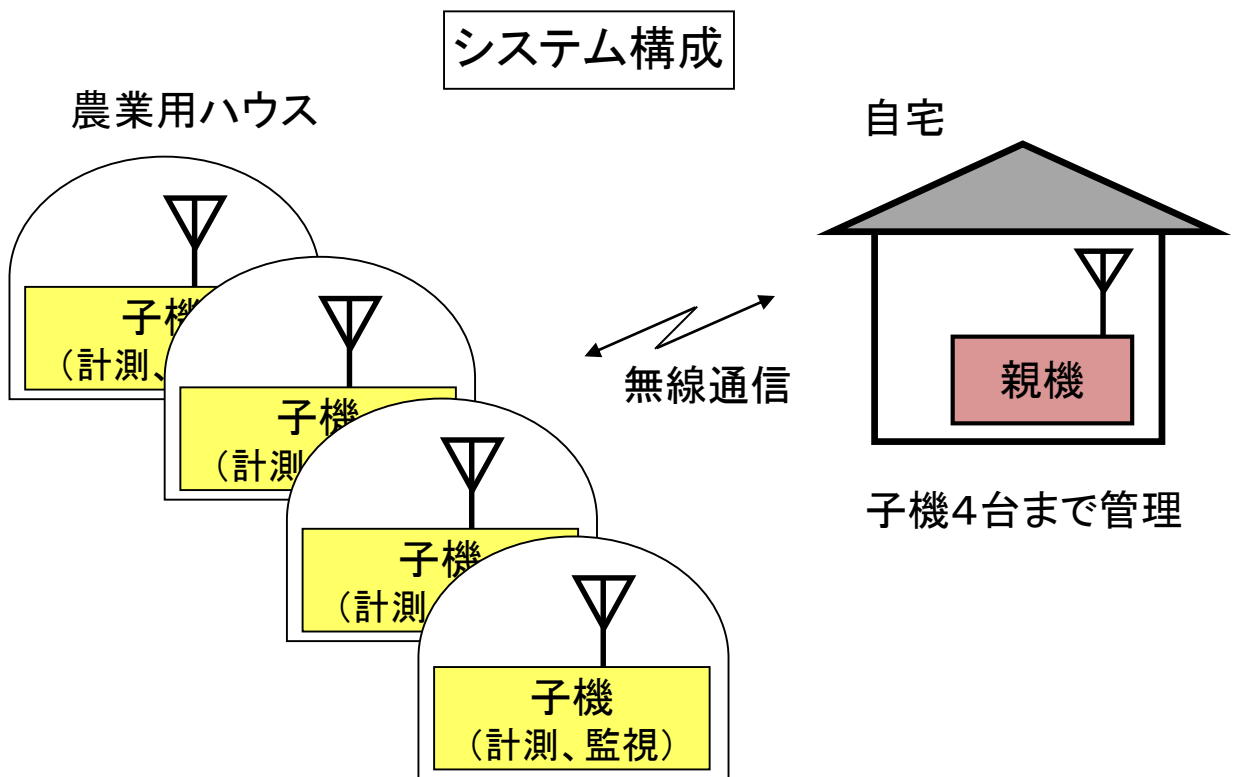 システム構成
農業用ハウス
自宅
子機
（計測、
子機
（計測
子機
（計測
子機
（計測、監視）
無線通信
親機
子機4台まで管理